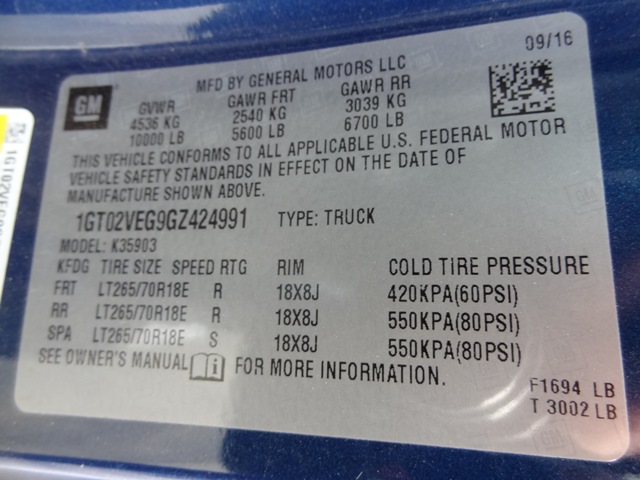 09/16
GM
MFD BY GENERAL MOTORS LLC
GVWR GAWR FRT GAWR RR
4536 KG 2540 KG 3039 KG
10000 LB 5600 LB 6700 LB
THIS VEHICLE CONFORMS TO ALL APPLICABLE U.S. FEDERAL MOTOR
VEHICLE SAFETY STANDARDS IN EFFECT ON THE DATE OF
MANUFACTURE SHOWN ABOVE.
1GT02VEG9GZ424991 TYPE: TRUCK
MODEL: K35903
KFDG TIRE SIZE SPEED RTG RIM COLD TIRE PRESSURE
FRT LT265/70R18E R 18X8J 420KPA(60PSI)
RR LT265/70R18E R 18X8J 550KPA(80PSI)
SPA LT265/70R18E S 18X8J 550KPA(80PSI)
SEE OWNER'S MANUAL i FOR MORE INFORMATION.
F1694 LB
T 3002 LB